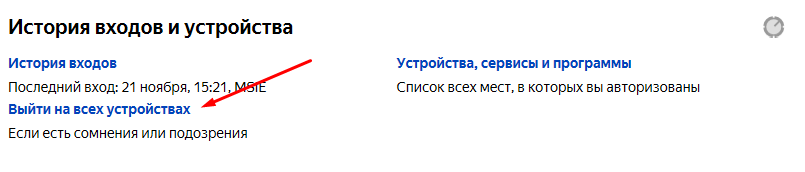 История входов и устройства
История входов
Последний вход: 21 ноября, 15:21, MSIE
Выйти на всех устройствах
Если есть сомнения или подозрения
Устройства, сервисы и программы
Список всех мест, в которых вы авторизованы